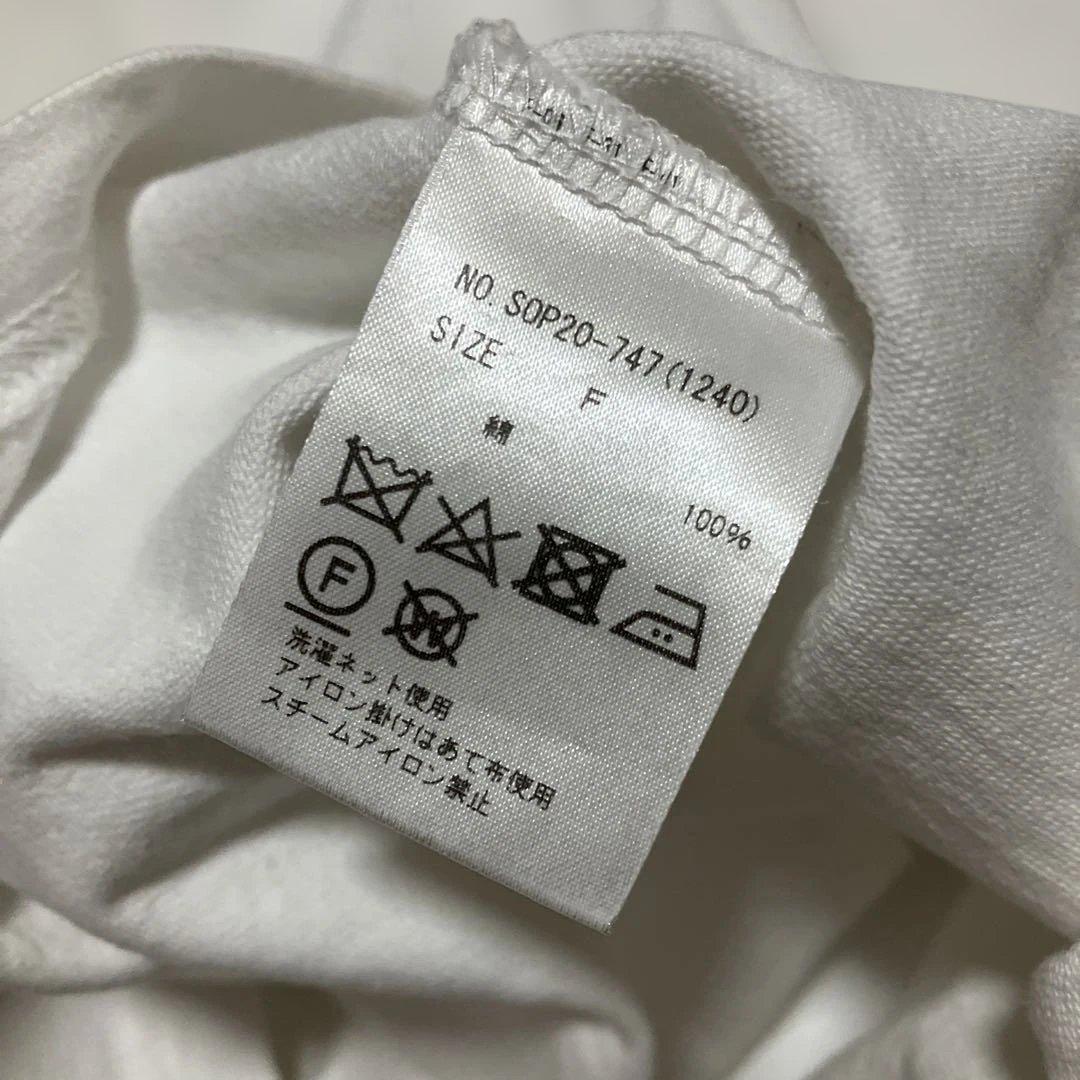 NO. SOP20-747(1240)
SIZE F
綿 100%
F
W
洗濯ネット使用
アイロン掛けはあて布使用
スチームアイロン禁止